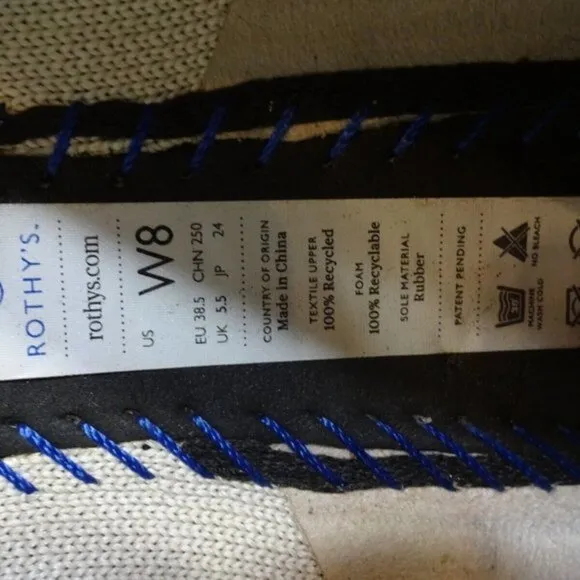 ROTHY'S.
rothys.com
US W8
EU 38.5 CHN 250
UK 5.5 JP 24
COUNTRY OF ORIGIN
Made in China
TEXTILE UPPER
100% Recycled
FOAM
100% Recyclable
SOLE MATERIAL
Rubber
PATENT PENDING
MACHINE
WASH COLD
NO BLEACH